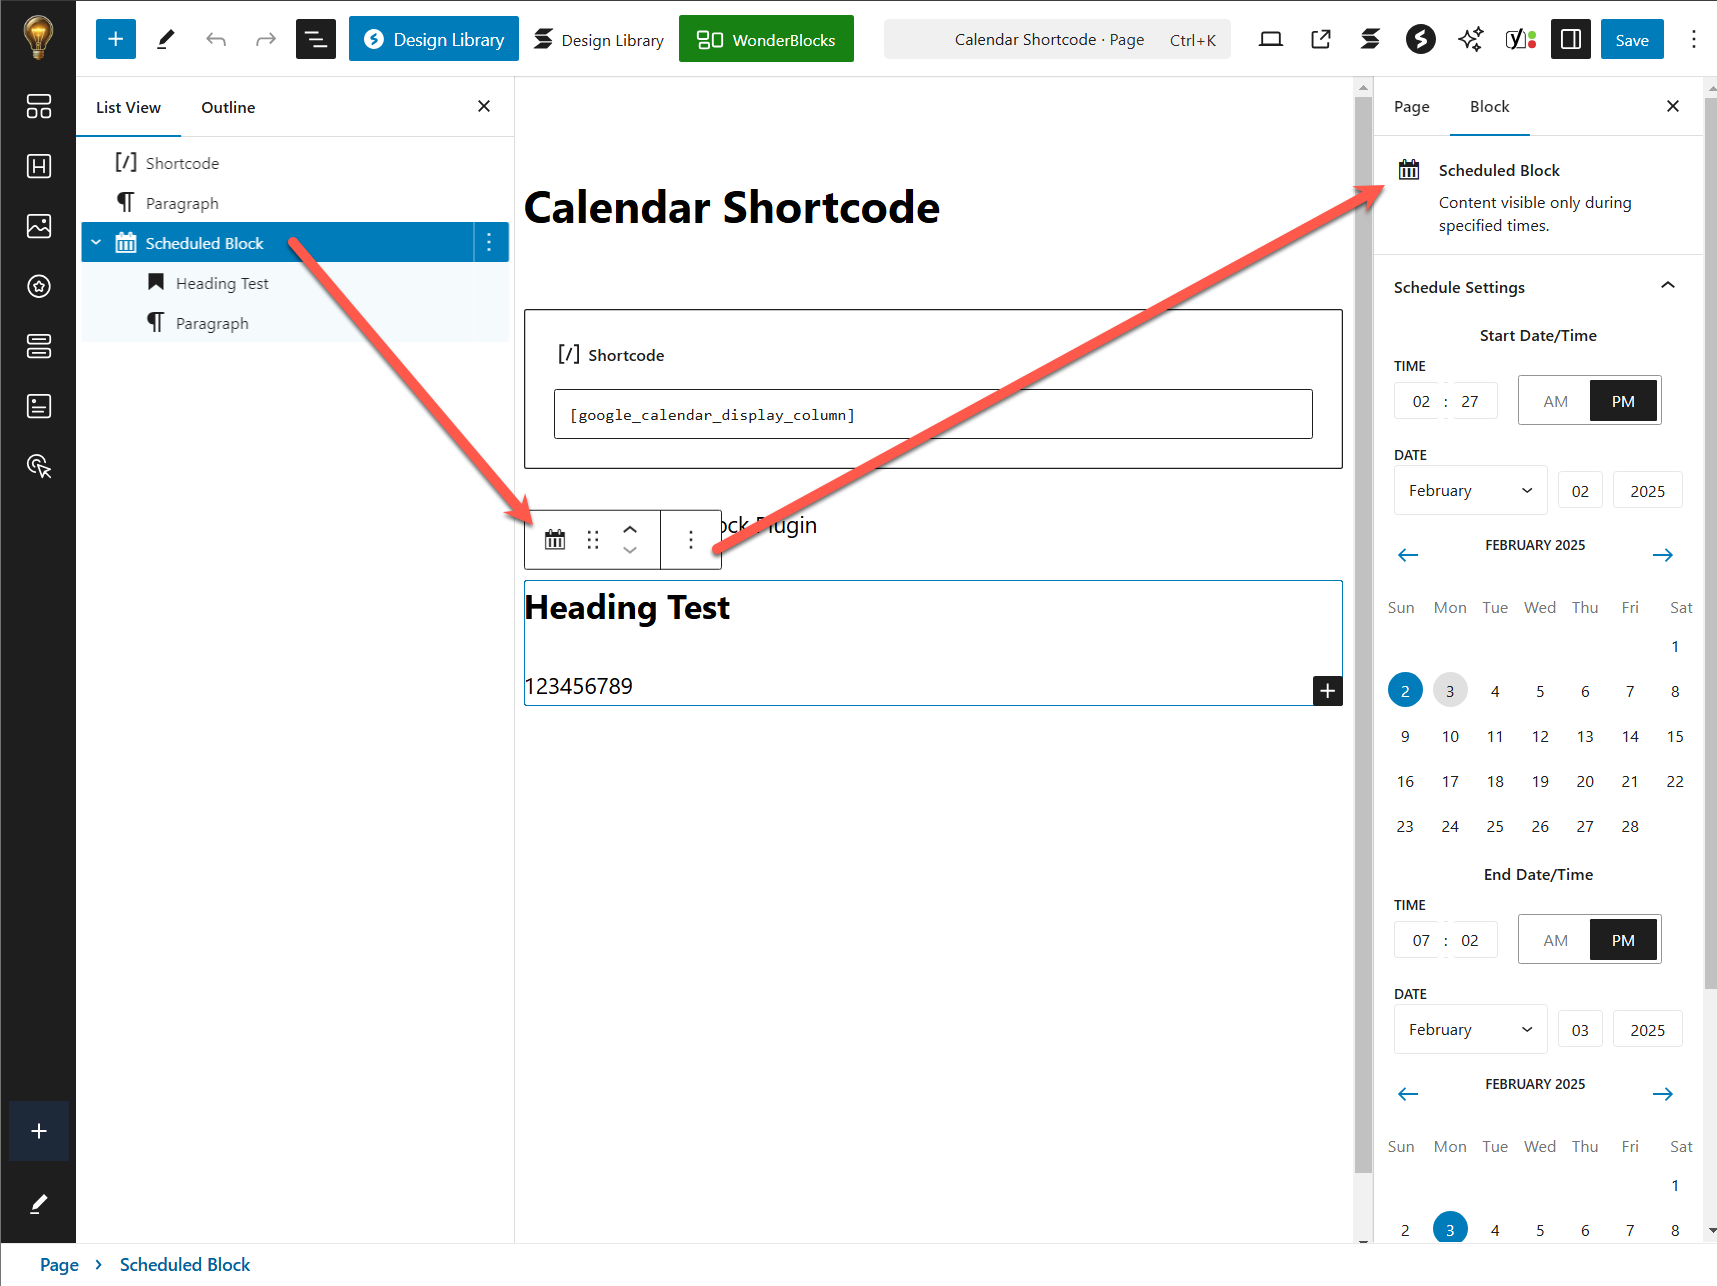 Design Library
Design Library
WonderBlocks
Calendar Shortcode · Page Ctrl+K
Save
List View Outline
Shortcode
Paragraph
Scheduled Block
Heading Test
Paragraph
Calendar Shortcode
[/] Shortcode
[google_calendar_display_column]
Plugin
Heading Test
123456789
Page Block
Scheduled Block
Content visible only during
specified times.
Schedule Settings
Start Date/Time
TIME
02 : 27 AM PM
DATE
February 02 2025
FEBRUARY 2025
Sun Mon Tue Wed Thu Fri Sat
1
2 3 4 5 6 7 8
9 10 11 12 13 14 15
16 17 18 19 20 21 22
23 24 25 26 27 28
End Date/Time
TIME
07 : 02 AM PM
DATE
February 03 2025
FEBRUARY 2025
Sun Mon Tue Wed Thu Fri Sat
1
2 3 4 5 6 7 8
Page › Scheduled Block